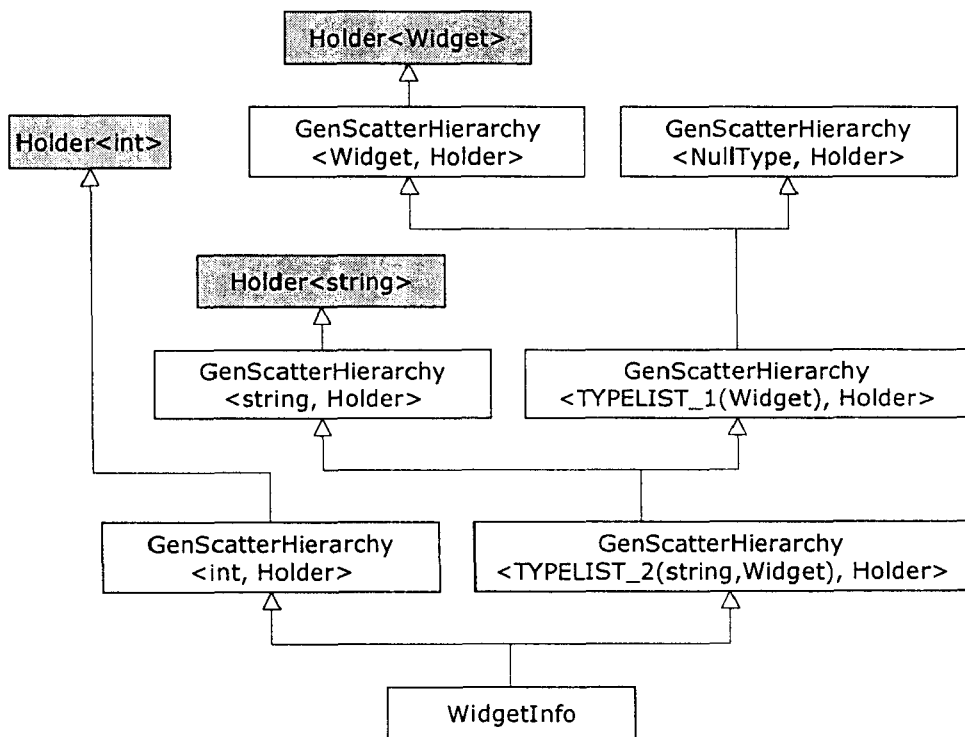 Holder<Widget>
Holder<int>
GenScatterHierarchy
<Widget, Holder>
GenScatterHierarchy
<NullType, Holder>
Holder<string>
GenScatterHierarchy
<string, Holder>
GenScatterHierarchy
<TYPELIST_1(Widget), Holder>
GenScatterHierarchy
<int, Holder>
GenScatterHierarchy
<TYPELIST_2(string,Widget), Holder>
WidgetInfo